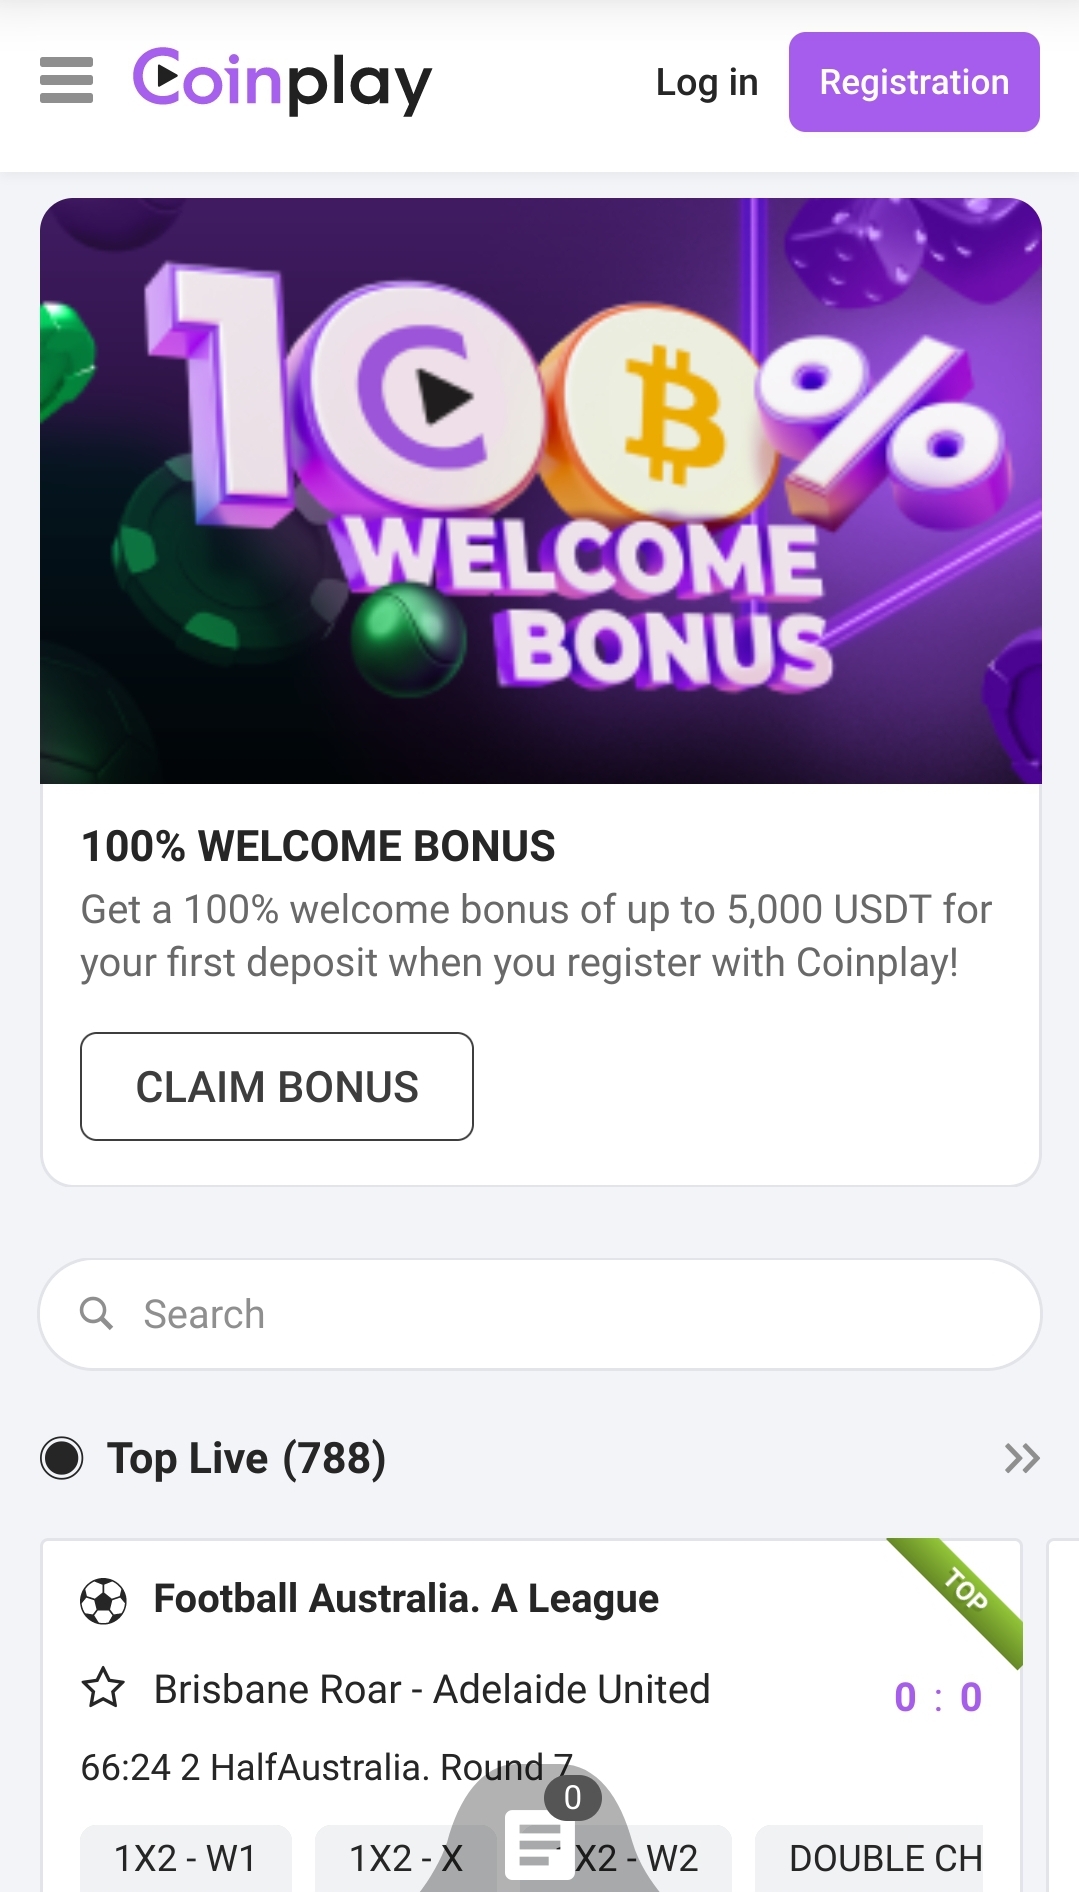 Coinplay
Log in
Registration
100%
WELCOME
BONUS
100% WELCOME BONUS
Get a 100% welcome bonus of up to 5,000 USDT for
your first deposit when you register with Coinplay!
CLAIM BONUS
Search
Top Live (788)
TOP
Football Australia. A League
Brisbane Roar - Adelaide United
0 : 0
66:24 2 HalfAustralia. Round 7
0
1X2 - W1
1X2 - X
X2 - W2
DOUBLE CH